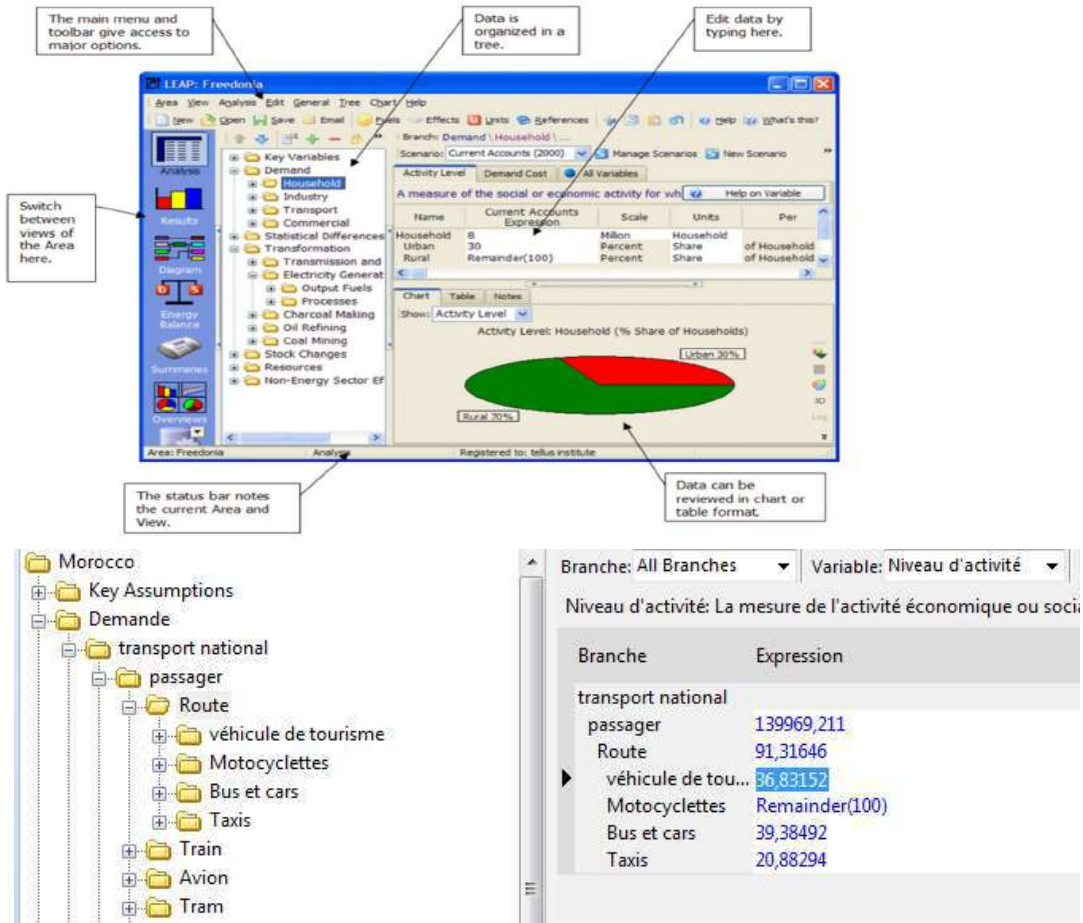 The main menu and
toolbar give access to
major options.
Data is
organized in a
tree.
Edit data by
typing here.
LEAP: Freedonia
Area View Analysis Edit General Tree Chart Help
New Open Save Email Fuels Effects Units References Help What's this?
Branch: Demand \ Household \ ...
Scenario: Current Accounts (2000) Manage Scenarios New Scenario
Activity Level Demand Cost All Variables
A measure of the social or economic activity for wh Help on Variable
Name Current Accounts Expression Scale Units Per
Household 8 Million Household
Urban 30 Percent Share of Household
Rural Remainder(100) Percent Share of Household
Analysis
Results
Diagram
Energy
Balance
Summaries
Overviews
Key Variables
Demand
Household
Industry
Transport
Commercial
Statistical Differences
Transformation
Transmission and
Electricity Generat
Output Fuels
Processes
Charcoal Making
Oil Refining
Coal Mining
Stock Changes
Resources
Non-Energy Sector Ef
Switch
between
views of
the Area
here.
Chart Table Notes
Show: Activity Level
Activity Level: Household (% Share of Households)
Urban 30%
Rural 70%
3D
Log
Area: Freedonia Analysis Registered to: tellus institute
The status bar notes
the current Area and
View.
Data can be
reviewed in chart or
table format.
Morocco
Key Assumptions
Demande
transport national
passager
Route
véhicule de tourisme
Motocyclettes
Bus et cars
Taxis
Train
Avion
Tram
Branche: All Branches Variable: Niveau d'activité
Niveau d'activité: La mesure de l'activité économique ou socia
Branche Expression
transport national
passager 139969,211
Route 91,31646
véhicule de tou... 36,83152
Motocyclettes Remainder(100)
Bus et cars 39,38492
Taxis 20,88294